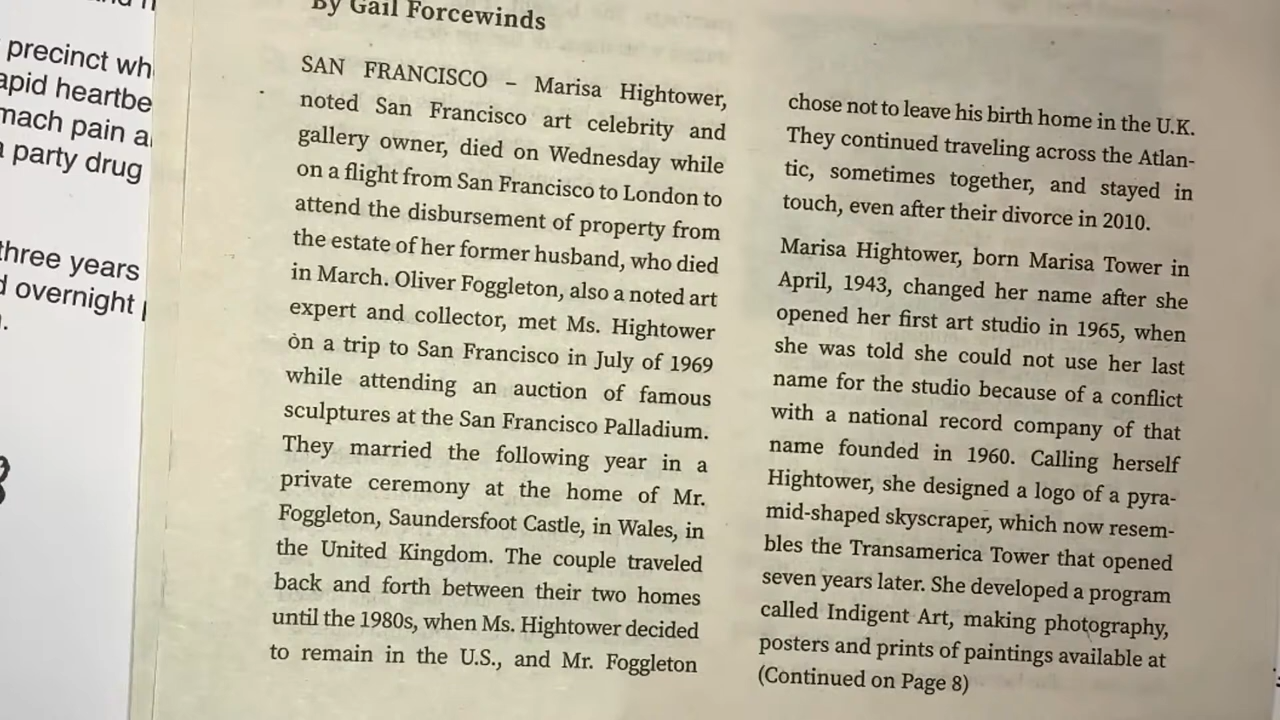 precinct wh
apid heartbe
mach pain a
a party drug
three years
d overnight
By Gail Forcewinds
SAN FRANCISCO – Marisa Hightower,
noted San Francisco art celebrity and
gallery owner, died on Wednesday while
on a flight from San Francisco to London to
attend the disbursement of property from
the estate of her former husband, who died
in March. Oliver Foggleton, also a noted art
expert and collector, met Ms. Hightower
on a trip to San Francisco in July of 1969
while attending an auction of famous
sculptures at the San Francisco Palladium.
They married the following year in a
private ceremony at the home of Mr.
Foggleton, Saundersfoot Castle, in Wales, in
the United Kingdom. The couple traveled
back and forth between their two homes
until the 1980s, when Ms. Hightower decided
to remain in the U.S., and Mr. Foggleton
chose not to leave his birth home in the U.K.
They continued traveling across the Atlan-
tic, sometimes together, and stayed in
touch, even after their divorce in 2010.
Marisa Hightower, born Marisa Tower in
April, 1943, changed her name after she
opened her first art studio in 1965, when
she was told she could not use her last
name for the studio because of a conflict
with a national record company of that
name founded in 1960. Calling herself
Hightower, she designed a logo of a pyra-
mid-shaped skyscraper, which now resem-
bles the Transamerica Tower that opened
seven years later. She developed a program
called Indigent Art, making photography,
posters and prints of paintings available at
(Continued on Page 8)